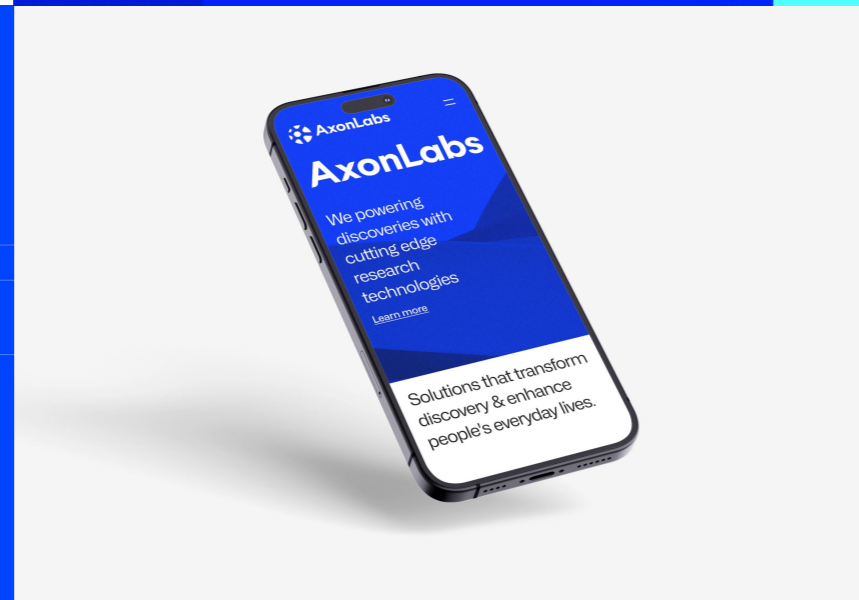 AxonLabs
AxonLabs
We powering
discoveries with
cutting edge
research
technologies
Learn more
Solutions that transform
discovery & enhance
people's everyday lives.